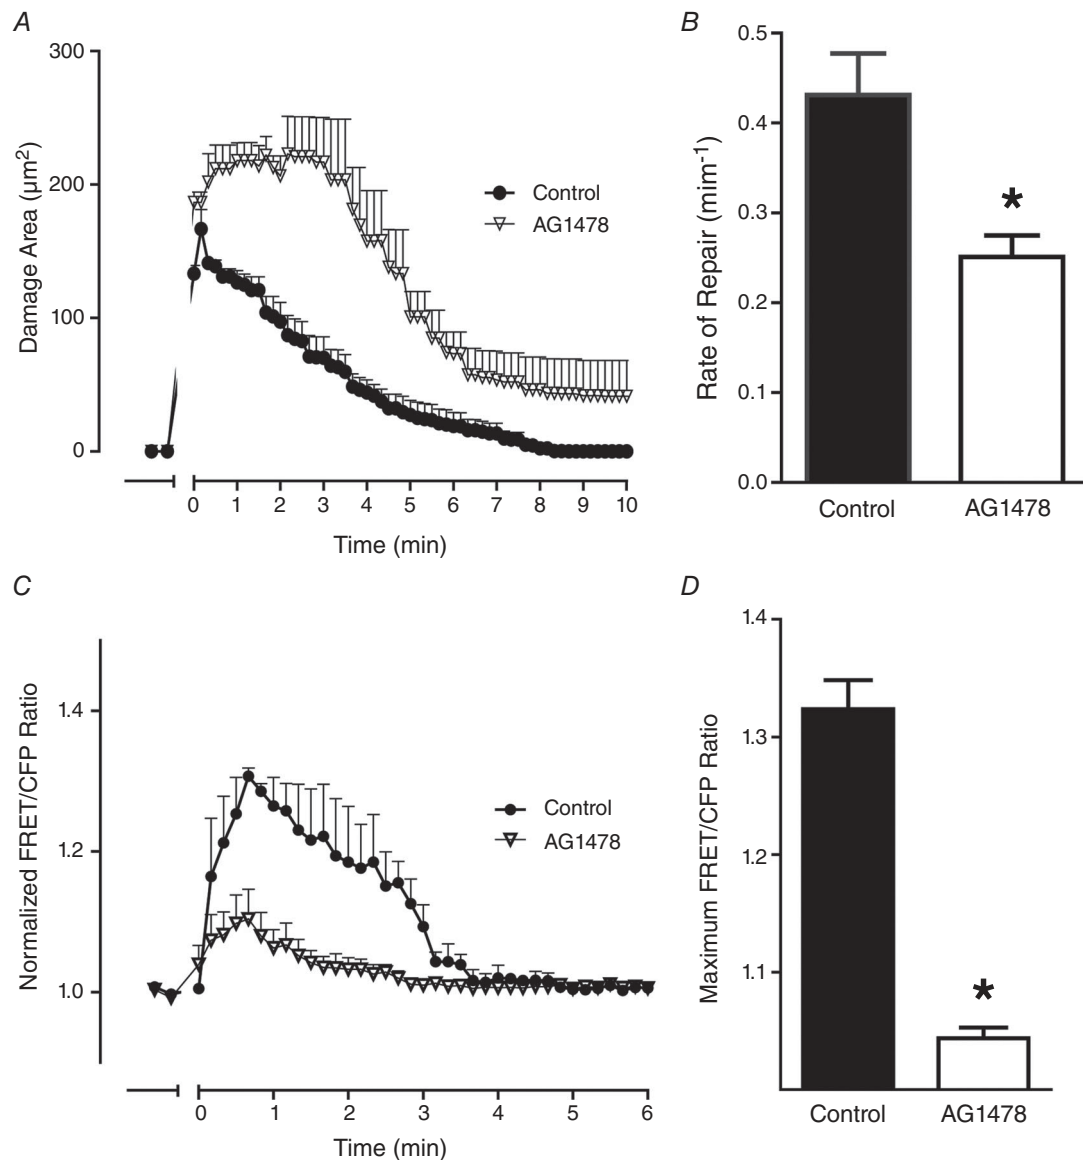 A
300
200
100
0
Damage Area (µm²)
Control
AG1478
0 1 2 3 4 5 6 7 8 9 10
Time (min)
B
0.5
0.4
0.3
0.2
0.1
0.0
Rate of Repair (mim⁻¹)
*
Control AG1478
C
1.4
1.2
1.0
Normalized FRET/CFP Ratio
Control
AG1478
0 1 2 3 4 5 6
Time (min)
D
1.4
1.3
1.2
1.1
Maximum FRET/CFP Ratio
*
Control AG1478